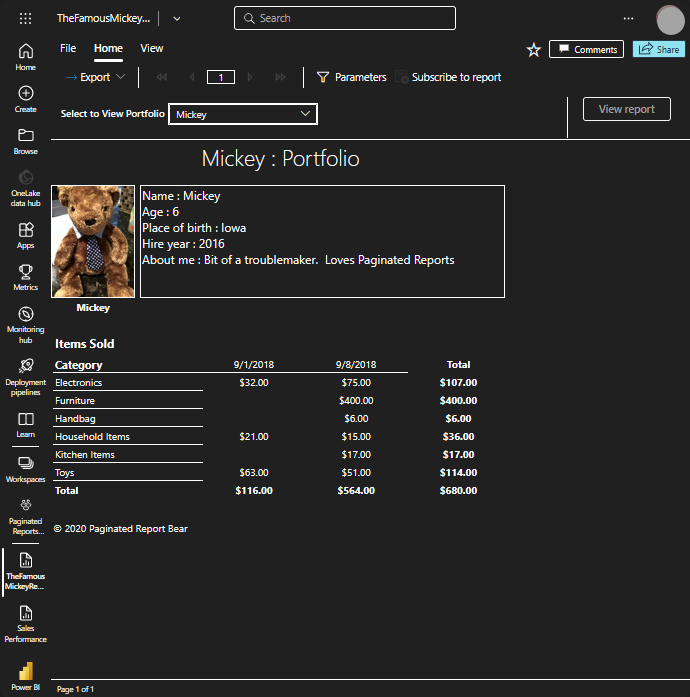 TheFamousMickey...
Search
File
Home
View
Comments
Share
Export
1
Parameters
Subscribe to report
Select to View Portfolio
Mickey
View report
Home
Create
Browse
OneLake
data hub
Apps
Metrics
Monitoring
hub
Deployment
pipelines
Learn
Workspaces
Paginated
Reports...
TheFamous
MickeyRe...
Sales
Performance
Power BI
Mickey : Portfolio
Name : Mickey
Age : 6
Place of birth : Iowa
Hire year : 2016
About me : Bit of a troublemaker.  Loves Paginated Reports
Mickey
Items Sold
Category 9/1/2018 9/8/2018 Total
Electronics $32.00 $75.00 $107.00
Furniture $400.00 $400.00
Handbag $6.00 $6.00
Household Items $21.00 $15.00 $36.00
Kitchen Items $17.00 $17.00
Toys $63.00 $51.00 $114.00
Total $116.00 $564.00 $680.00
© 2020 Paginated Report Bear
Page 1 of 1